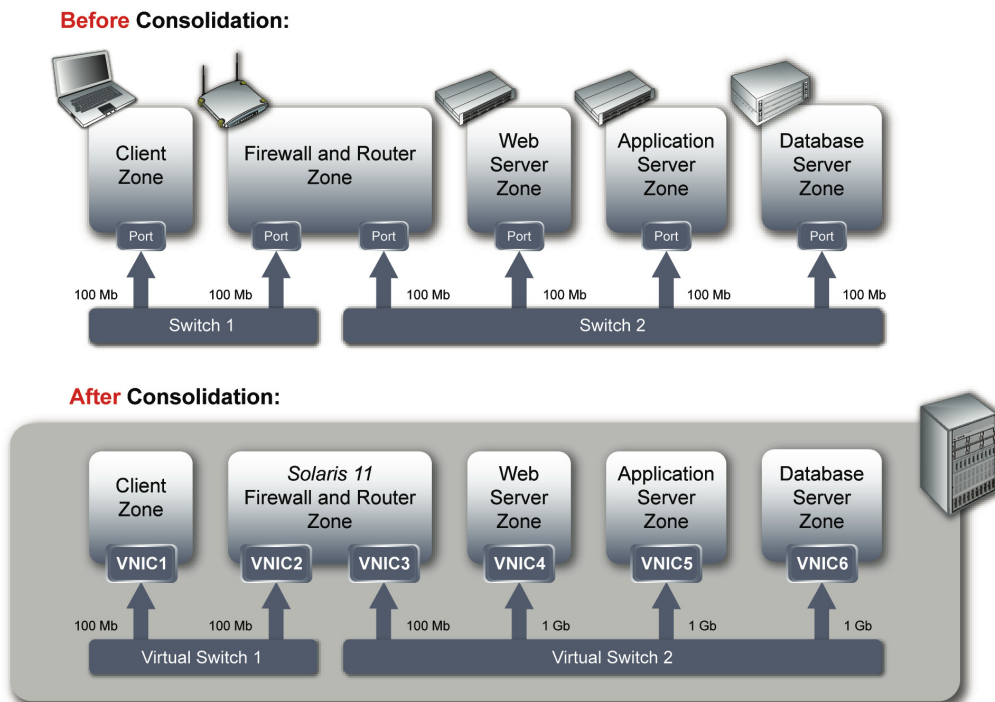 Before Consolidation:
Client
Zone
Firewall and Router
Zone
Web
Server
Zone
Application
Server
Zone
Database
Server
Zone
Port
Port
Port
Port
Port
Port
100 Mb
100 Mb
100 Mb
100 Mb
100 Mb
100 Mb
Switch 1
Switch 2
After Consolidation:
Client
Zone
Solaris 11
Firewall and Router
Zone
Web
Server
Zone
Application
Server
Zone
Database
Server
Zone
VNIC1
VNIC2
VNIC3
VNIC4
VNIC5
VNIC6
100 Mb
100 Mb
100 Mb
1 Gb
1 Gb
1 Gb
Virtual Switch 1
Virtual Switch 2